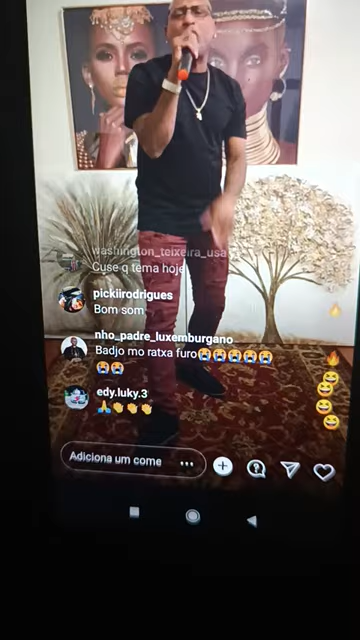 washington_teixeira_usa
Cuse q tema hoje
pickiirodrigues
Bom som
nho_padre_luxemburgano
Badjo mo ratxa furo😭😭😭😭😭
😭😭
edy.luky.3
🙏👏👏👏
Adiciona um come